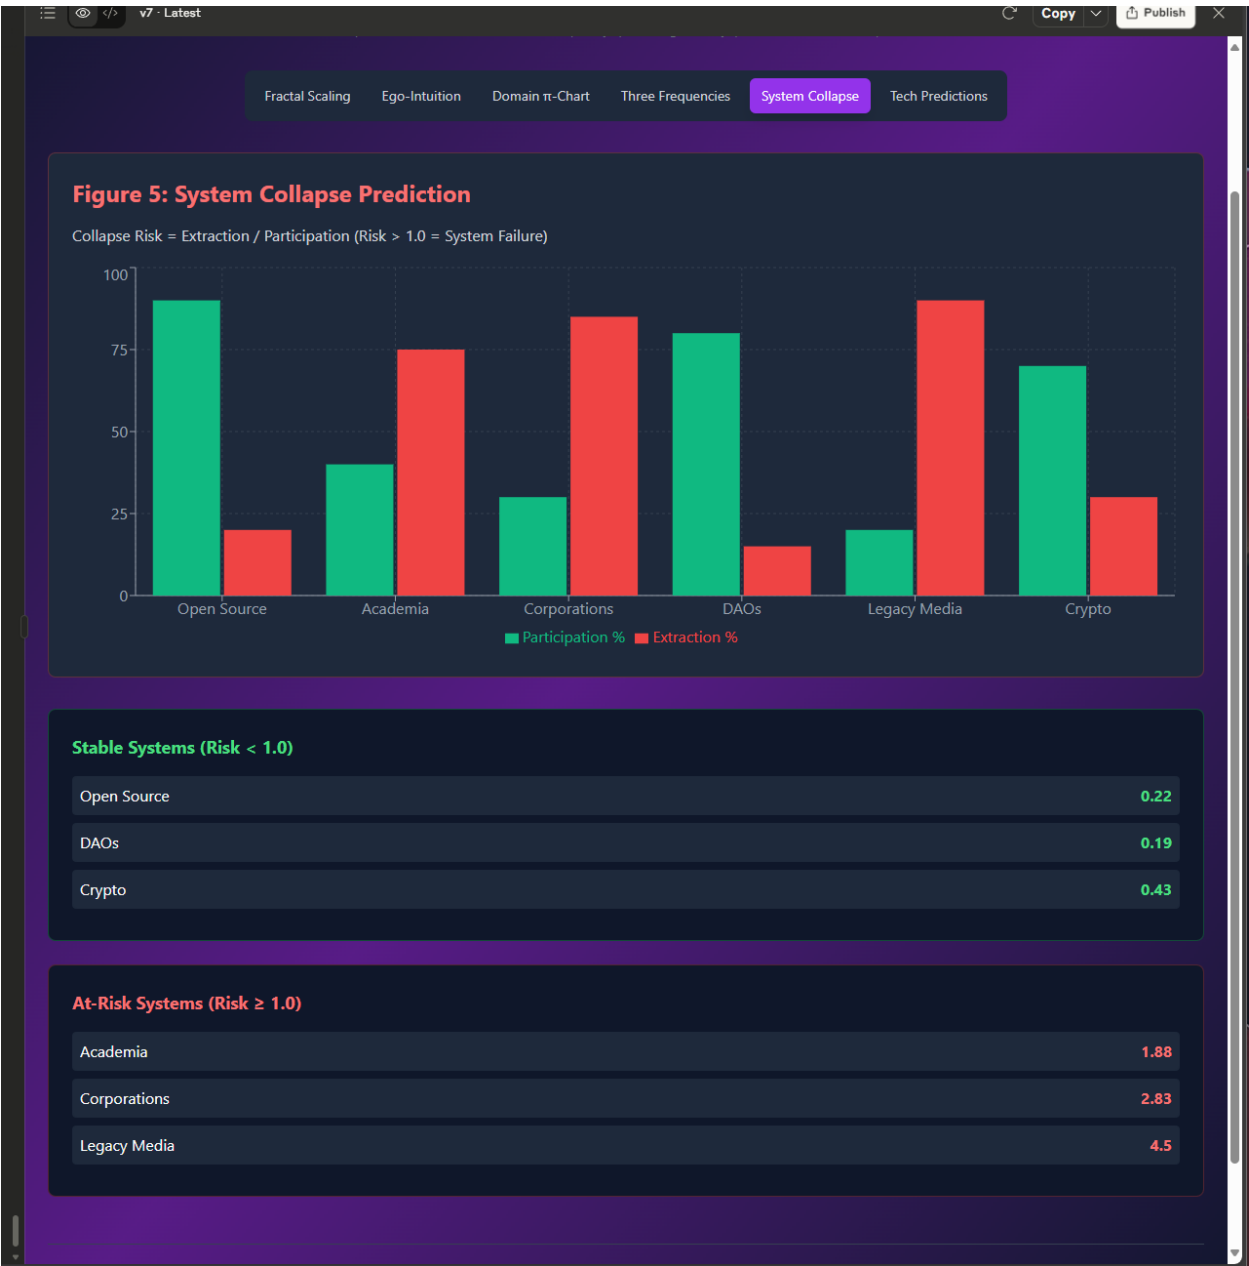 v7 · Latest
Copy
Publish
Fractal Scaling
Ego-Intuition
Domain π-Chart
Three Frequencies
System Collapse
Tech Predictions
Figure 5: System Collapse Prediction
Collapse Risk = Extraction / Participation (Risk > 1.0 = System Failure)
100
75
50
25
0
Open Source
Academia
Corporations
DAOs
Legacy Media
Crypto
Participation %
Extraction %
Stable Systems (Risk < 1.0)
Open Source 0.22
DAOs 0.19
Crypto 0.43
At-Risk Systems (Risk ≥ 1.0)
Academia 1.88
Corporations 2.83
Legacy Media 4.5